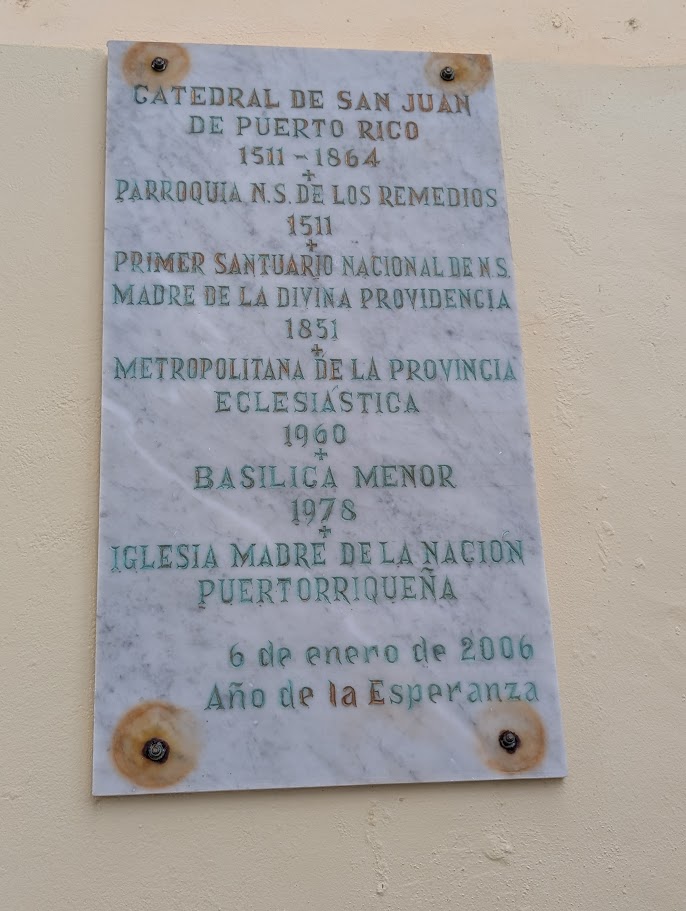 CATEDRAL DE SAN JUAN
DE PUERTO RICO
1511-1864
PARROQUIA N.S. DE LOS REMEDIOS
1511
PRIMER SANTUARIO NACIONAL DE N.S.
MADRE DE LA DIVINA PROVIDENCIA
1851
METROPOLITANA DE LA PROVINCIA
ECLESIÁSTICA
1960
BASILICA MENOR
1978
IGLESIA MADRE DE LA NACIÓN
PUERTORRIQUEÑA
6 de enero de 2006
Año de la Esperanza